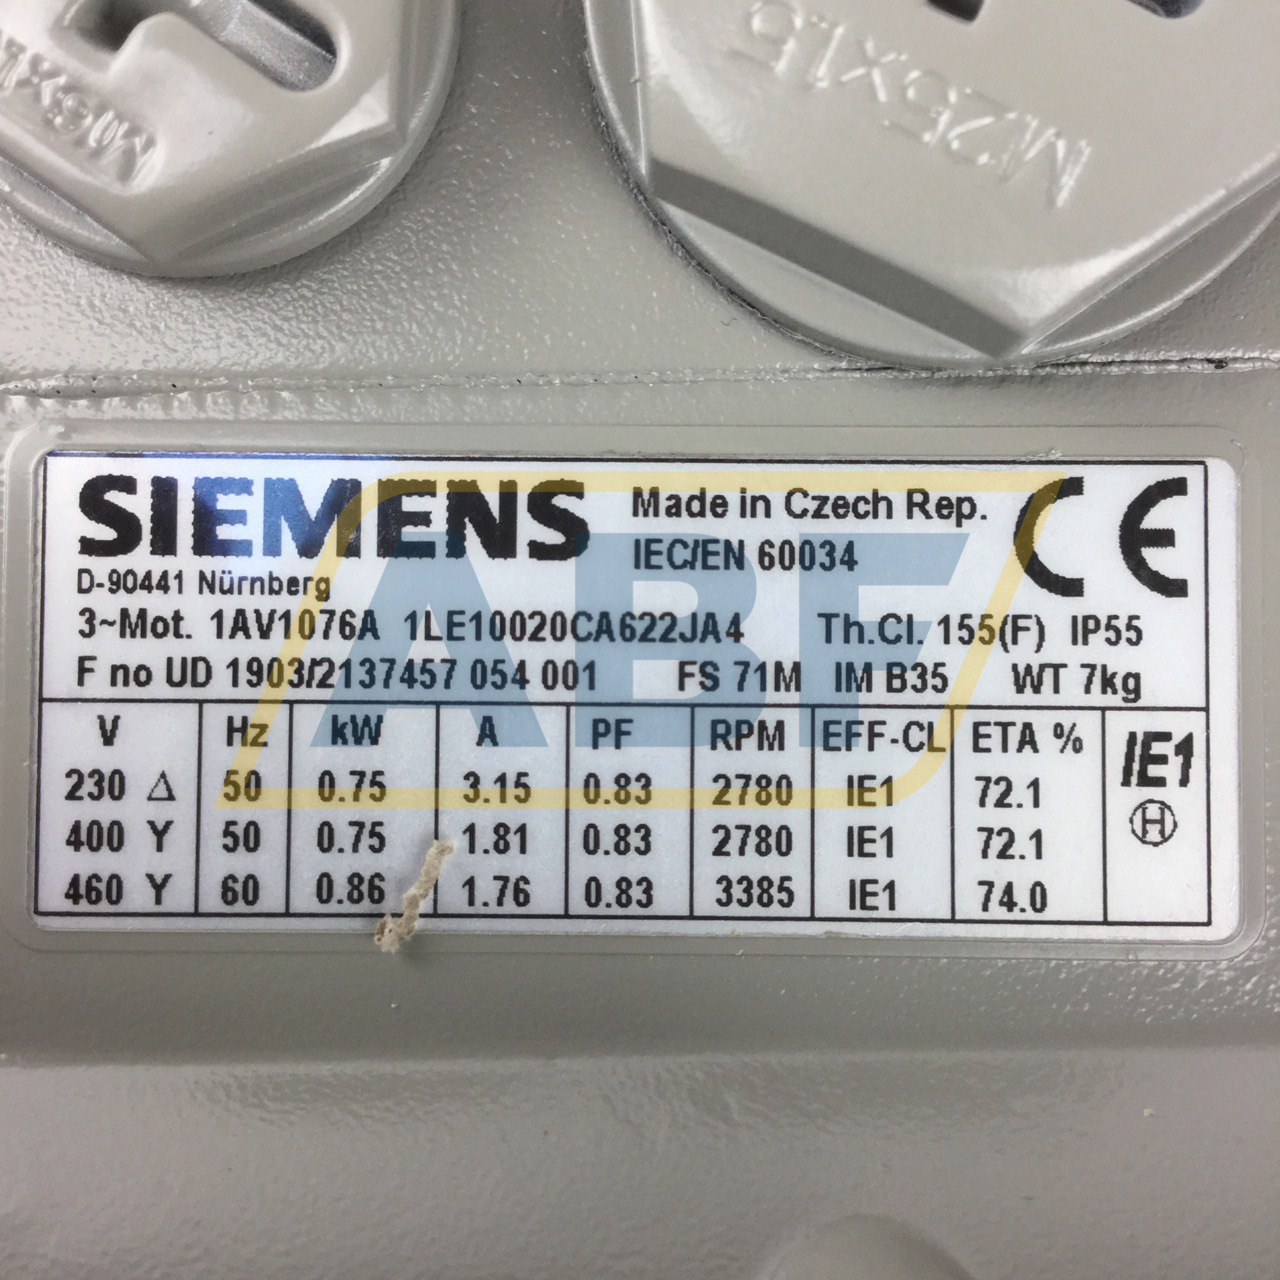 M16x1
M25x1.5
SIEMENS
Made in Czech Rep.
CE
IEC/EN 60034
D-90441 Nürnberg
3~Mot. 1AV1076A 1LE10020CA622JA4 Th.Cl. 155(F) IP55
F no UD 1903/2137457 054 001 FS 71M IM B35 WT 7kg
V Hz kW A PF RPM EFF-CL ETA % IE1
230 Δ 50 0.75 3.15 0.83 2780 IE1 72.1
H
400 Y 50 0.75 1.81 0.83 2780 IE1 72.1
460 Y 60 0.86 1.76 0.83 3385 IE1 74.0
ABF